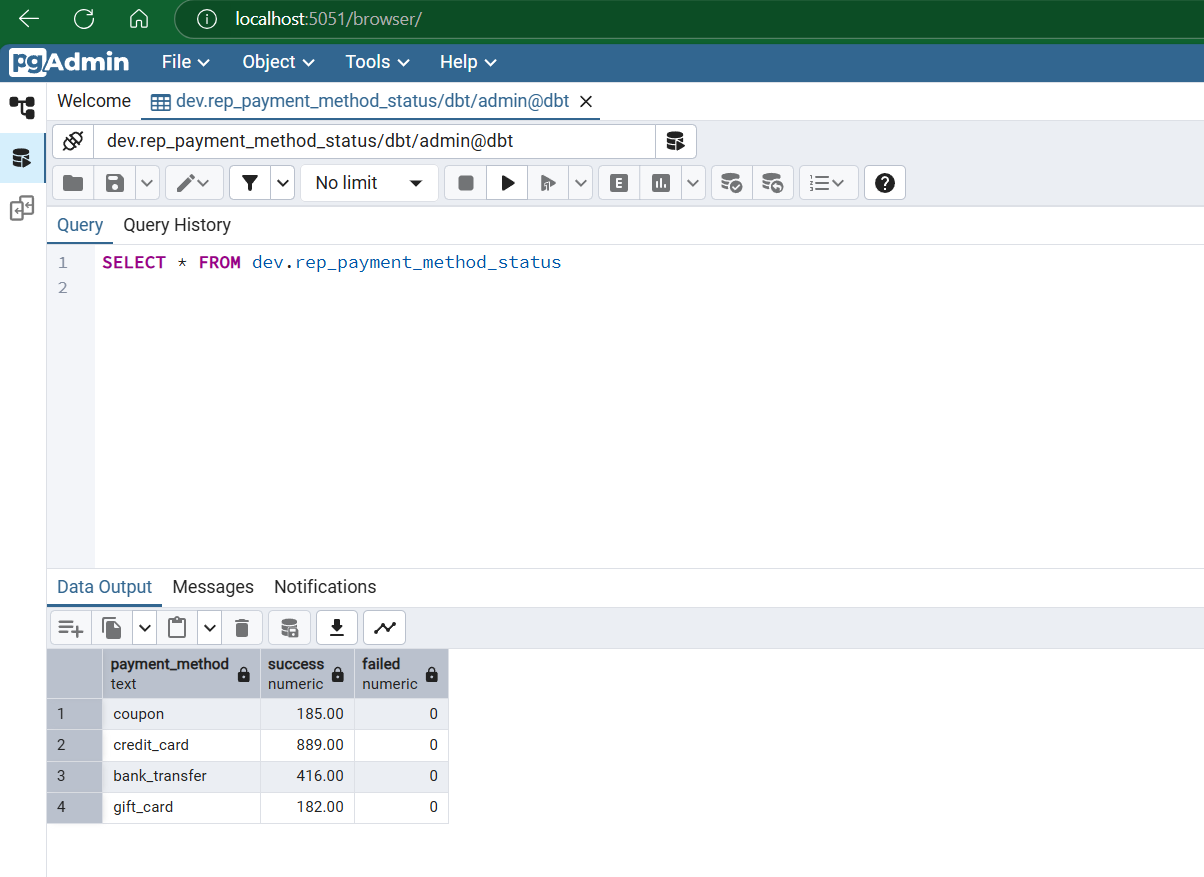 localhost:5051/browser/
pgAdmin File Object Tools Help
Welcome dev.rep_payment_method_status/dbt/admin@dbt
dev.rep_payment_method_status/dbt/admin@dbt
No limit E
Query Query History
1 SELECT * FROM dev.rep_payment_method_status
2
Data Output Messages Notifications
payment_method success failed
text numeric numeric
1 coupon 185.00 0
2 credit_card 889.00 0
3 bank_transfer 416.00 0
4 gift_card 182.00 0